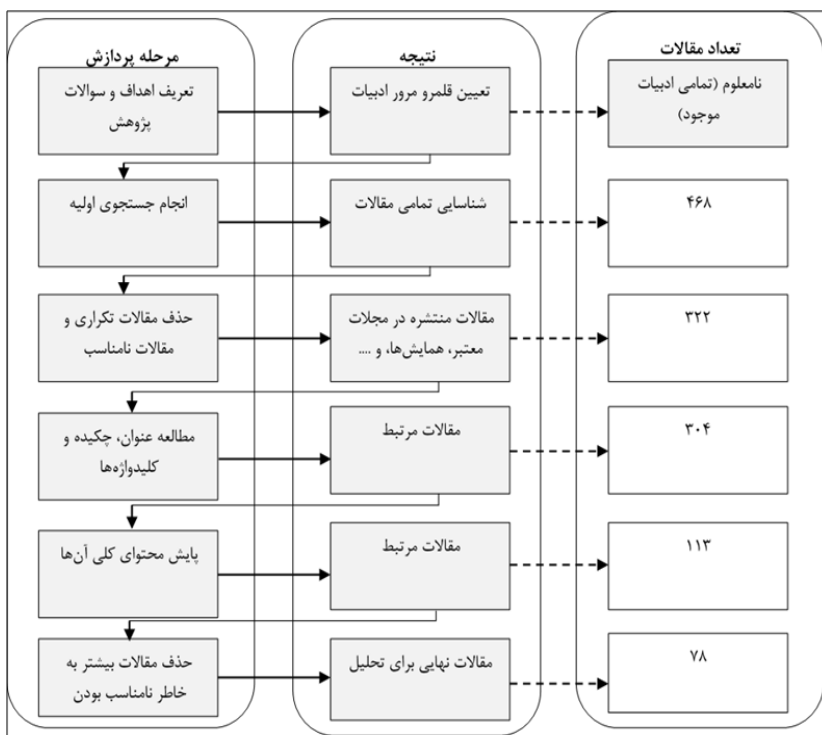 مرحله پردازش
نتیجه
تعداد مقالات
تعریف اهداف و سوالات
پژوهش
تعیین قلمرو مرور ادبیات
نامعلوم (تمامی ادبیات
موجود)
انجام جستجوی اولیه
شناسایی تمامی مقالات
۴۶۸
حذف مقالات تکراری و
مقالات نامناسب
مقالات منتشره در مجلات
معتبر، همایش‌ها، و ....
۳۲۲
مطالعه عنوان، چکیده و
کلیدواژه‌ها
مقالات مرتبط
۳۰۴
پایش محتوای کلی آن‌ها
مقالات مرتبط
۱۱۳
حذف مقالات بیشتر به
خاطر نامناسب بودن
مقالات نهایی برای تحلیل
۷۸